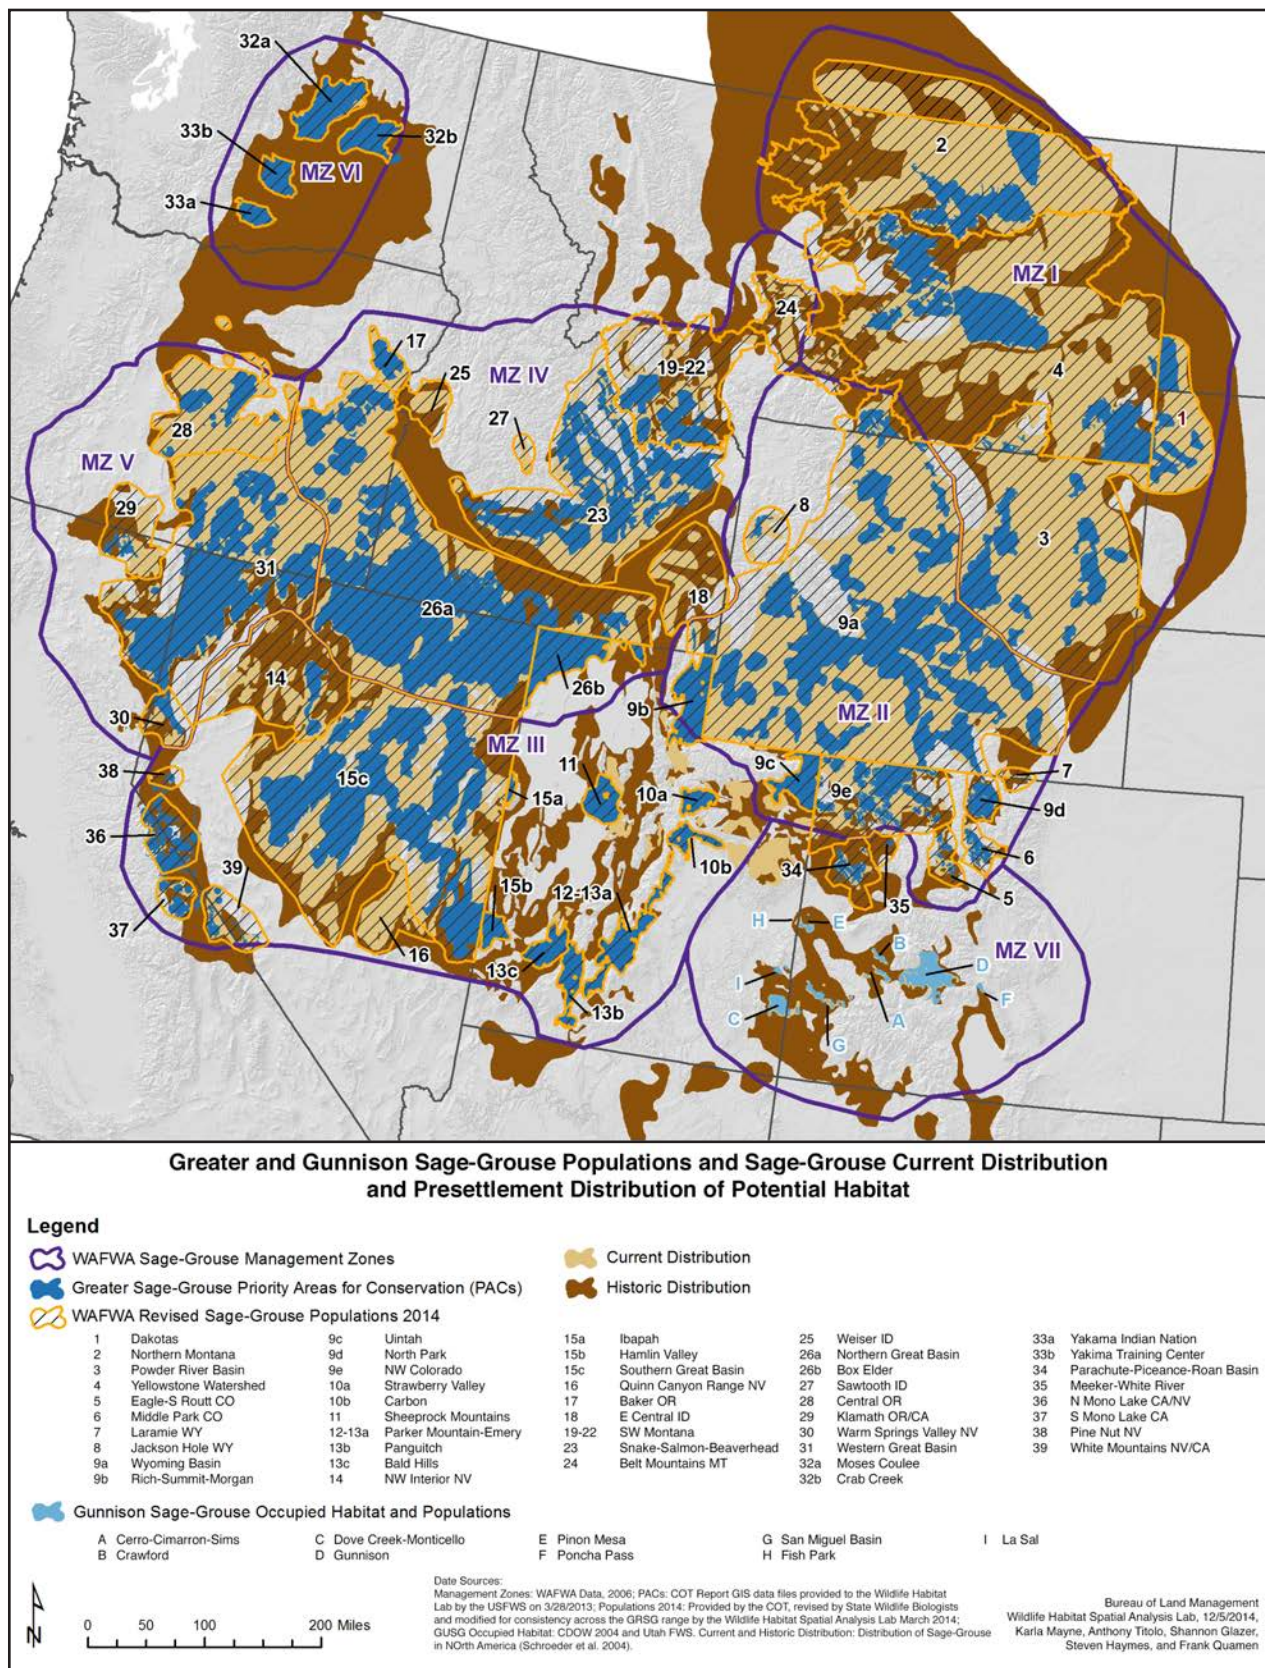 32a
33b
32b
MZ VI
33a
2
MZ I
24
17
25
MZ IV
19-22
4
27
1
28
MZ V
8
29
23
3
31
18
26a
9a
14
26b
9b
30
MZ II
MZ III
38
11
9c
7
15c
15a
10a
9e
9d
36
10b
6
39
34
15b
12-13a
35
5
37
H
E
16
B
MZ VII
13c
D
I
F
13b
C
A
G
Greater and Gunnison Sage-Grouse Populations and Sage-Grouse Current Distribution
and Presettlement Distribution of Potential Habitat
Legend
WAFWA Sage-Grouse Management Zones
Current Distribution
Greater Sage-Grouse Priority Areas for Conservation (PACs)
Historic Distribution
WAFWA Revised Sage-Grouse Populations 2014
1 Dakotas
2 Northern Montana
3 Powder River Basin
4 Yellowstone Watershed
5 Eagle-S Routt CO
6 Middle Park CO
7 Laramie WY
8 Jackson Hole WY
9a Wyoming Basin
9b Rich-Summit-Morgan
9c Uintah
9d North Park
9e NW Colorado
10a Strawberry Valley
10b Carbon
11 Sheeprock Mountains
12-13a Parker Mountain-Emery
13b Panguitch
13c Bald Hills
14 NW Interior NV
15a Ibapah
15b Hamlin Valley
15c Southern Great Basin
16 Quinn Canyon Range NV
17 Baker OR
18 E Central ID
19-22 SW Montana
23 Snake-Salmon-Beaverhead
24 Belt Mountains MT
25 Weiser ID
26a Northern Great Basin
26b Box Elder
27 Sawtooth ID
28 Central OR
29 Klamath OR/CA
30 Warm Springs Valley NV
31 Western Great Basin
32a Moses Coulee
32b Crab Creek
33a Yakama Indian Nation
33b Yakima Training Center
34 Parachute-Piceance-Roan Basin
35 Meeker-White River
36 N Mono Lake CA/NV
37 S Mono Lake CA
38 Pine Nut NV
39 White Mountains NV/CA
Gunnison Sage-Grouse Occupied Habitat and Populations
A Cerro-Cimarron-Sims
B Crawford
C Dove Creek-Monticello
D Gunnison
E Pinon Mesa
F Poncha Pass
G San Miguel Basin
H Fish Park
I La Sal
N
0 50 100 200 Miles
Date Sources:
Management Zones: WAFWA Data, 2006; PACs: COT Report GIS data files provided to the Wildlife Habitat
Lab by the USFWS on 3/28/2013; Populations 2014: Provided by the COT, revised by State Wildlife Biologists
and modified for consistency across the GRSG range by the Wildlife Habitat Spatial Analysis Lab March 2014;
GUSG Occupied Habitat: CDOW 2004 and Utah FWS. Current and Historic Distribution: Distribution of Sage-Grouse
in NOrth America (Schroeder et al. 2004).
Bureau of Land Management
Wildlife Habitat Spatial Analysis Lab, 12/5/2014,
Karla Mayne, Anthony Titolo, Shannon Glazer,
Steven Haymes, and Frank Quamen